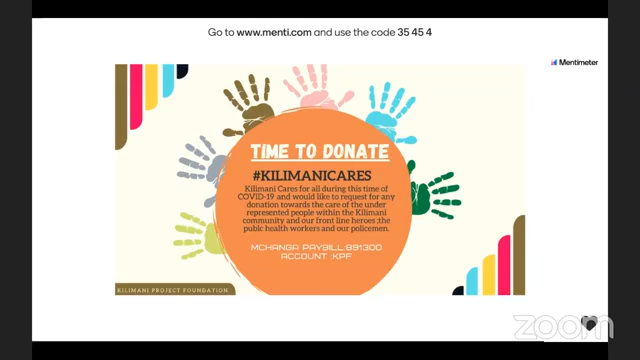 Go to www.menti.com and use the code 35 45 4
Mentimeter
TIME TO DONATE
#KILIMANICARES
Kilimani Cares for all during this time of
COVID-19 and would like to request for any
donation towards the care of the under
represented people within the Kilimani
community and our front line heroes ;the
public health workers and our policemen.
MCHANGA PAYBILL:891300
ACCOUNT :KPF
KILIMANI PROJECT FOUNDATION
zoom